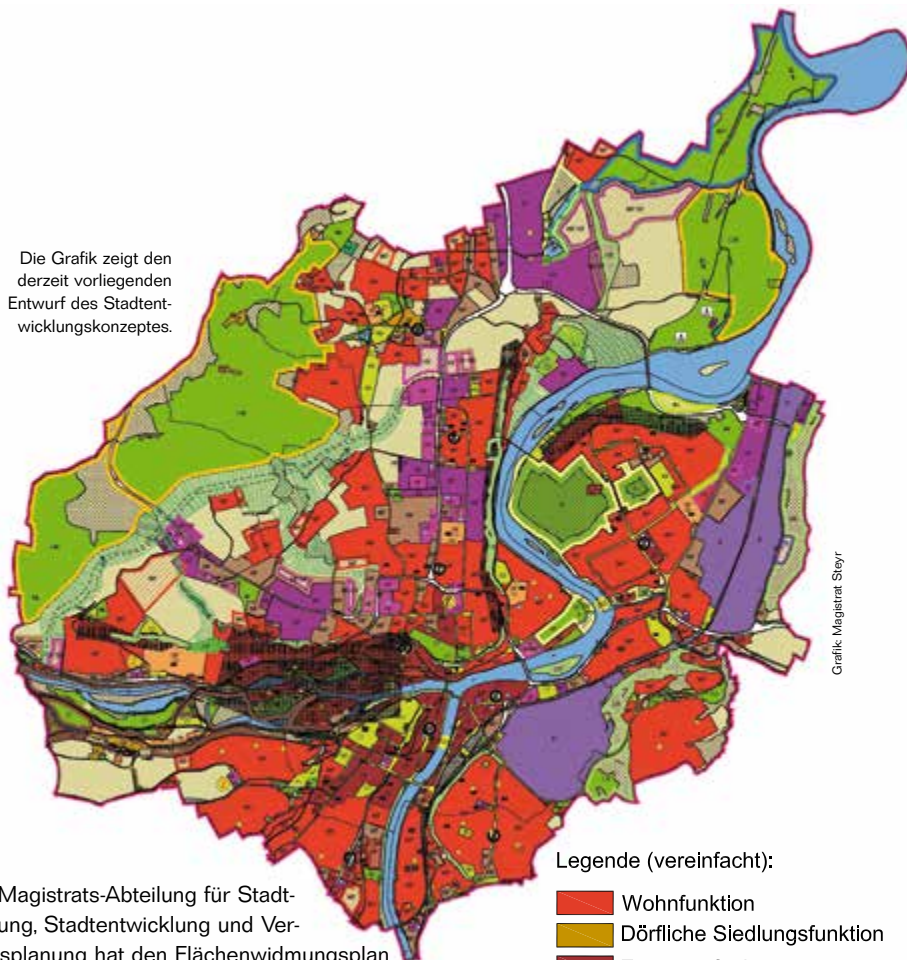 Die Grafik zeigt den
derzeit vorliegenden
Entwurf des Stadtent-
wicklungskonzeptes.
Grafik: Magistrat Steyr
Magistrats-Abteilung für Stadt-
ung, Stadtentwicklung und Ver-
splanung hat den Flächenwidmungsplan
Legende (vereinfacht):
Wohnfunktion
Dörfliche Siedlungsfunktion